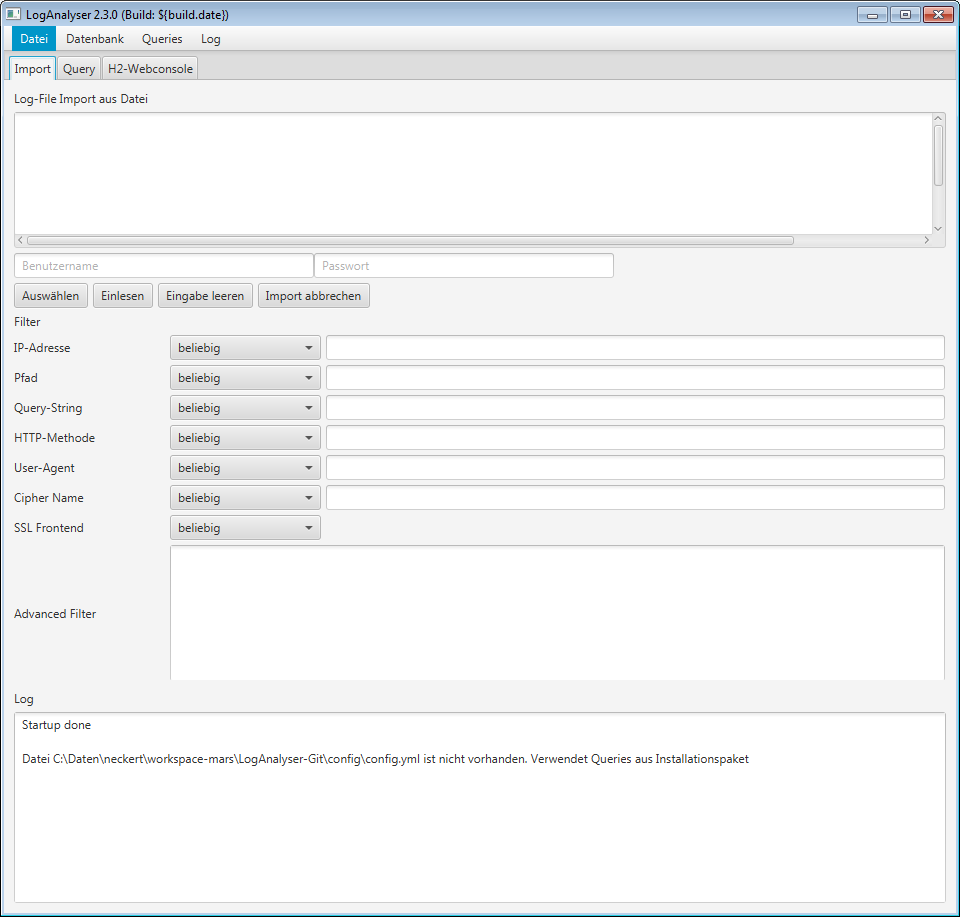 LogAnalyser 2.3.0 (Build: ${build.date})
Datei Datenbank Queries Log
Import Query H2-Webconsole
Log-File Import aus Datei
Benutzername Passwort
Auswählen Einlesen Eingabe leeren Import abbrechen
Filter
IP-Adresse beliebig
Pfad beliebig
Query-String beliebig
HTTP-Methode beliebig
User-Agent beliebig
Cipher Name beliebig
SSL Frontend beliebig
Advanced Filter
Log
Startup done
Datei C:\Daten\neckert\workspace-mars\LogAnalyser-Git\config\config.yml ist nicht vorhanden. Verwendet Queries aus Installationspaket